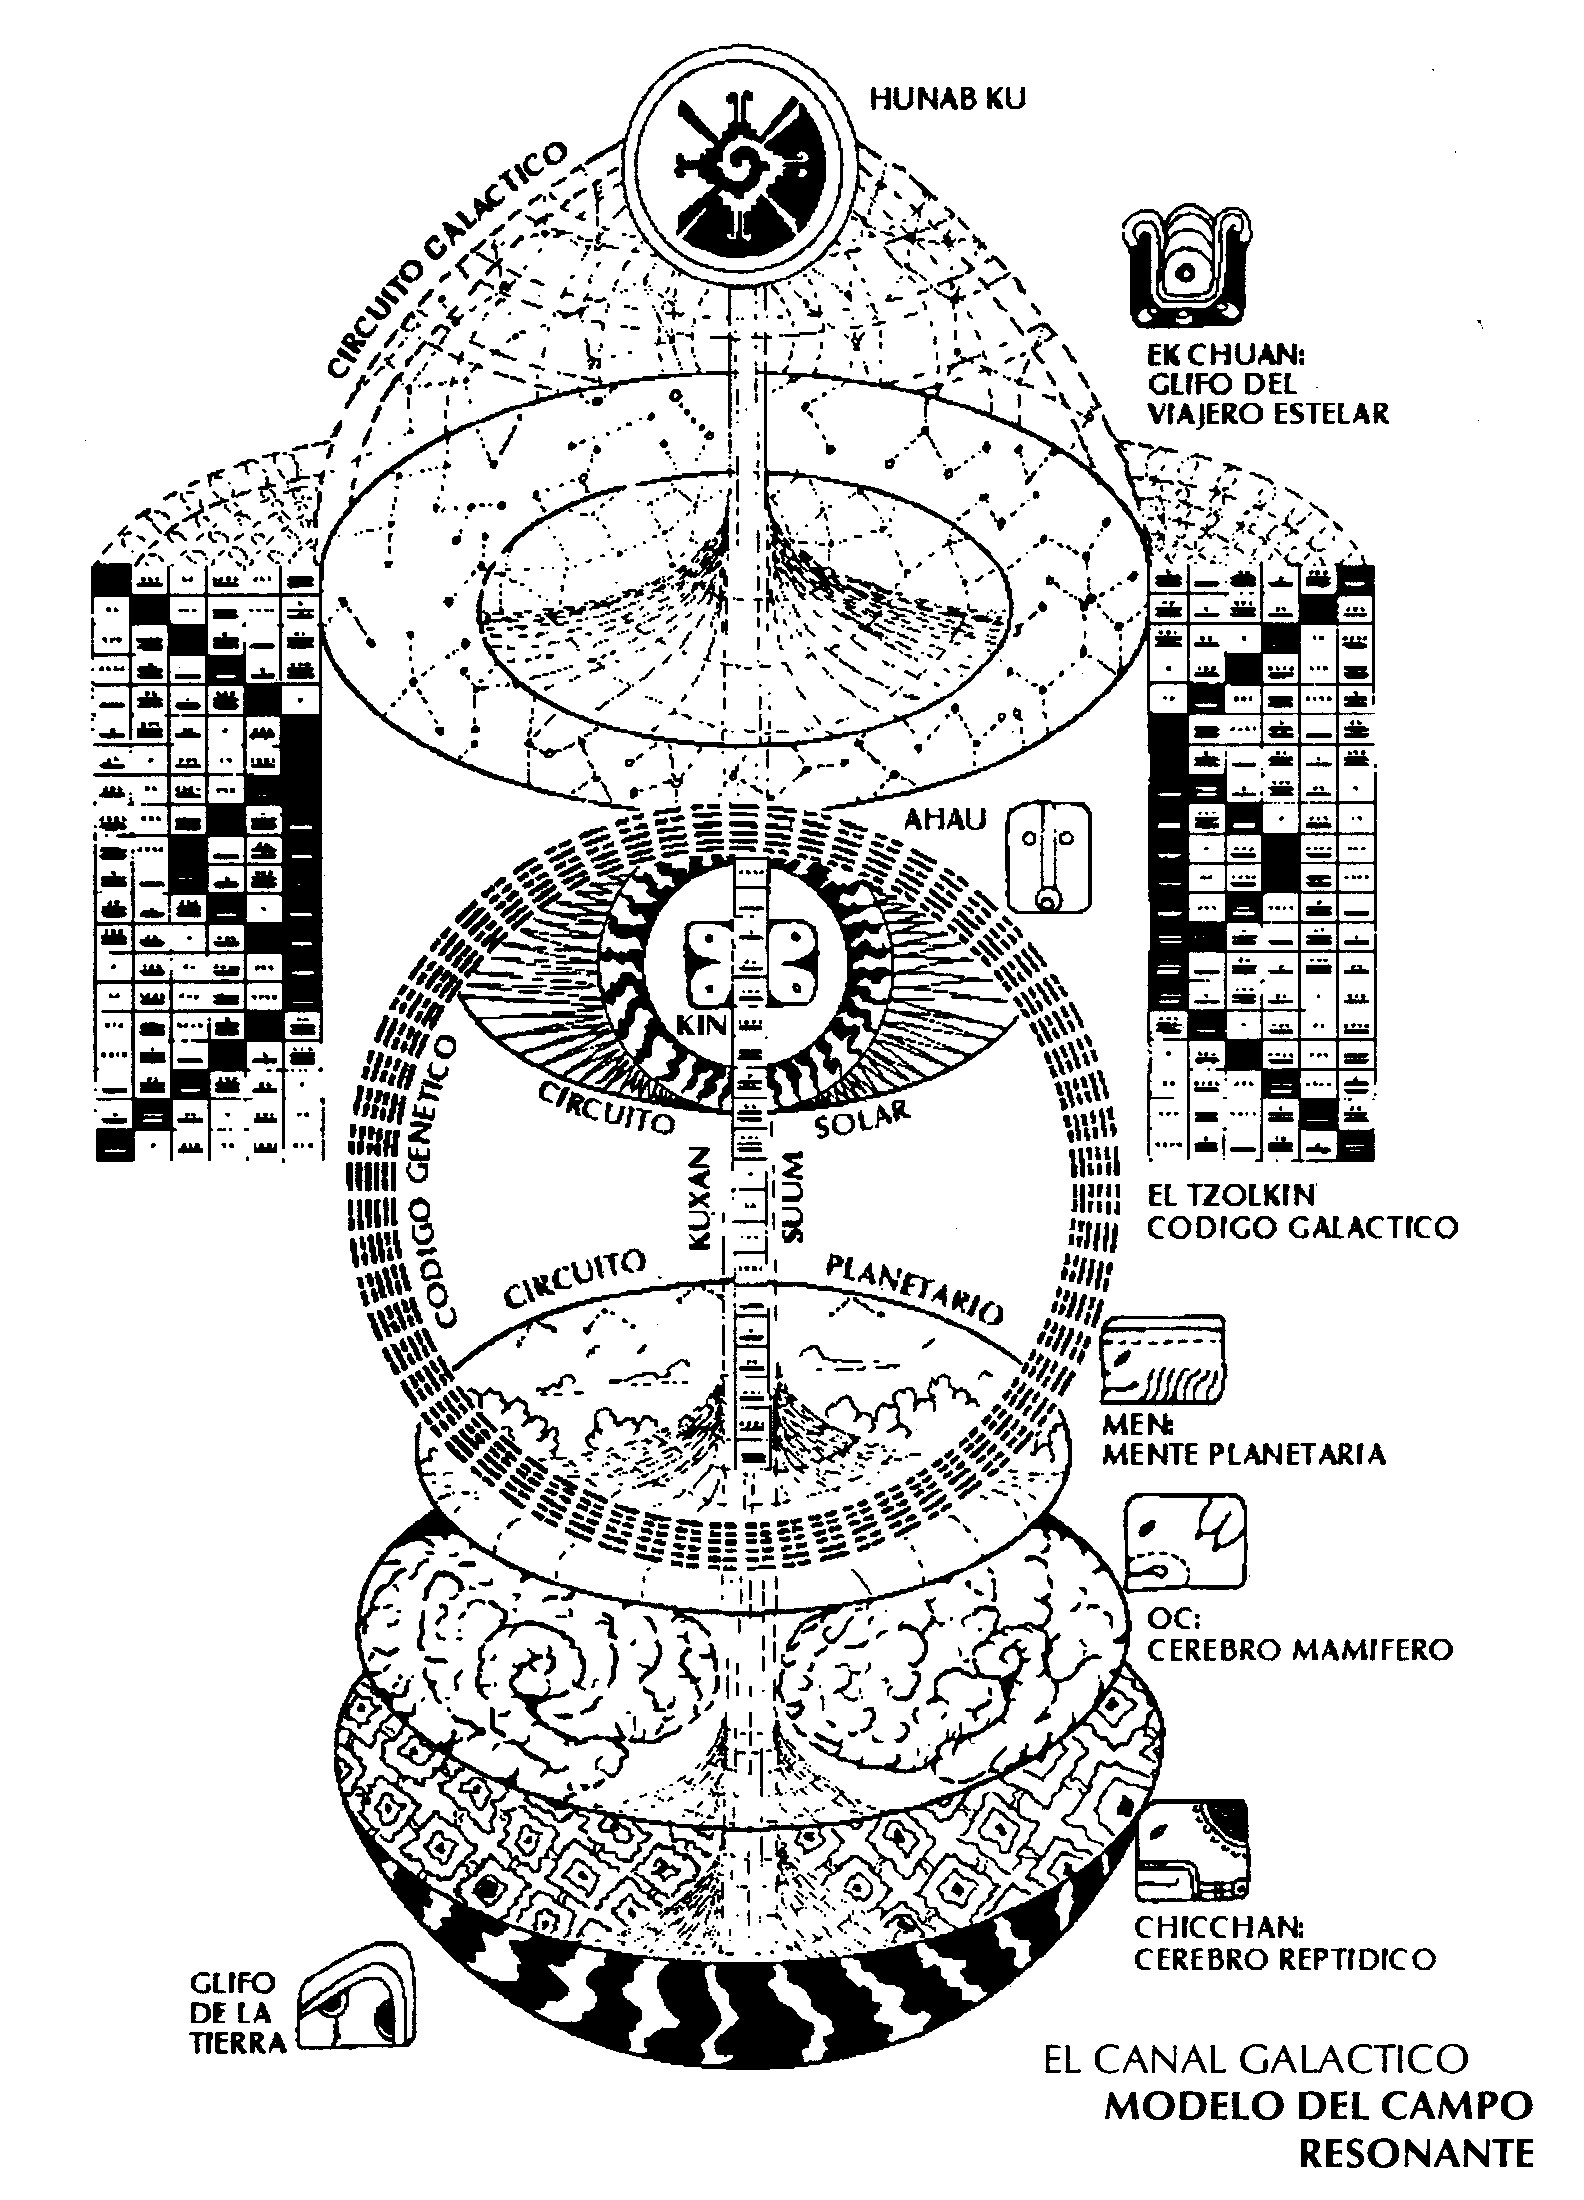 HUNAB KU
CIRCUITO GALACTICO
EK CHUAN:
GLIFO DEL
VIAJERO ESTELAR
AHAU
KIN
CODIGO GENETICO
CIRCUITO SOLAR
KUXAN SUUM
EL TZOLKIN
CODIGO GALACTICO
CIRCUITO PLANETARIO
MEN:
MENTE PLANETARIA
OC:
CEREBRO MAMIFERO
CHICCHAN:
CEREBRO REPTIDICO
GLIFO
DE LA
TIERRA
EL CANAL GALACTICO
MODELO DEL CAMPO
RESONANTE